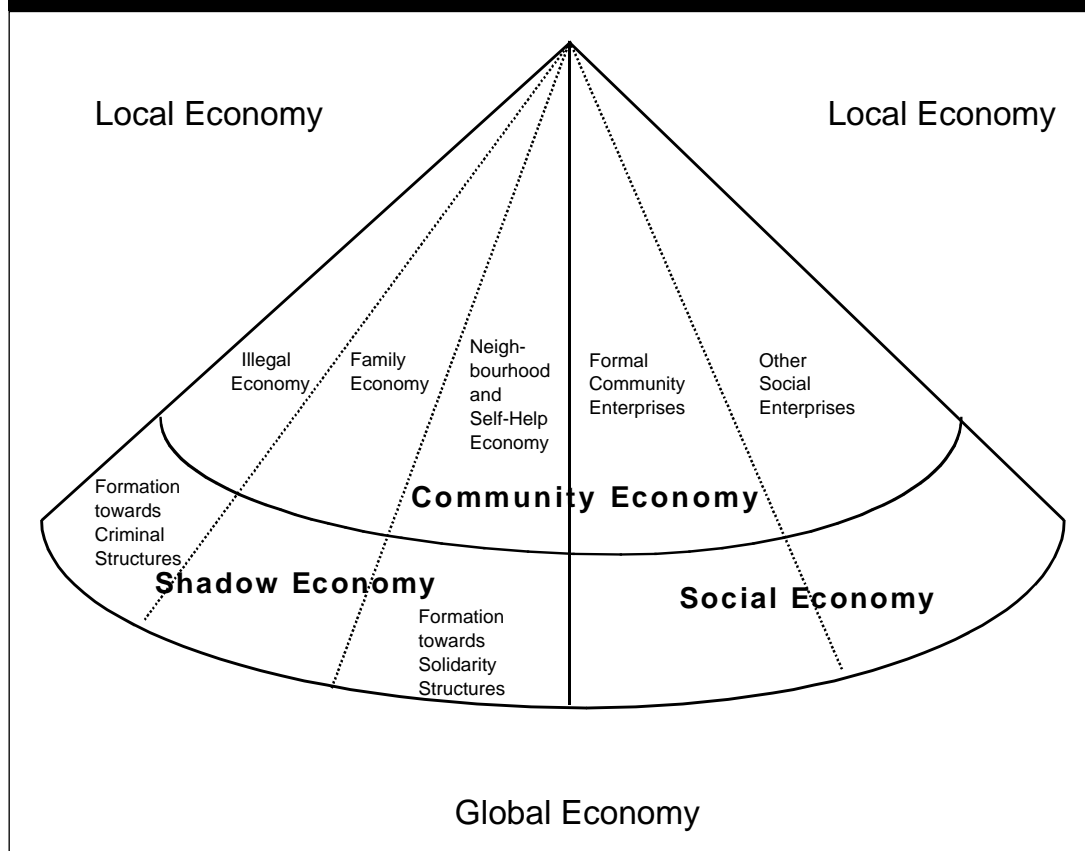 Local Economy
Local Economy
Illegal
Economy
Family
Economy
Neigh-
bourhood
and
Self-Help
Economy
Formal
Community
Enterprises
Other
Social
Enterprises
Formation
towards
Criminal
Structures
Community Economy
Shadow Economy
Social Economy
Formation
towards
Solidarity
Structures
Global Economy